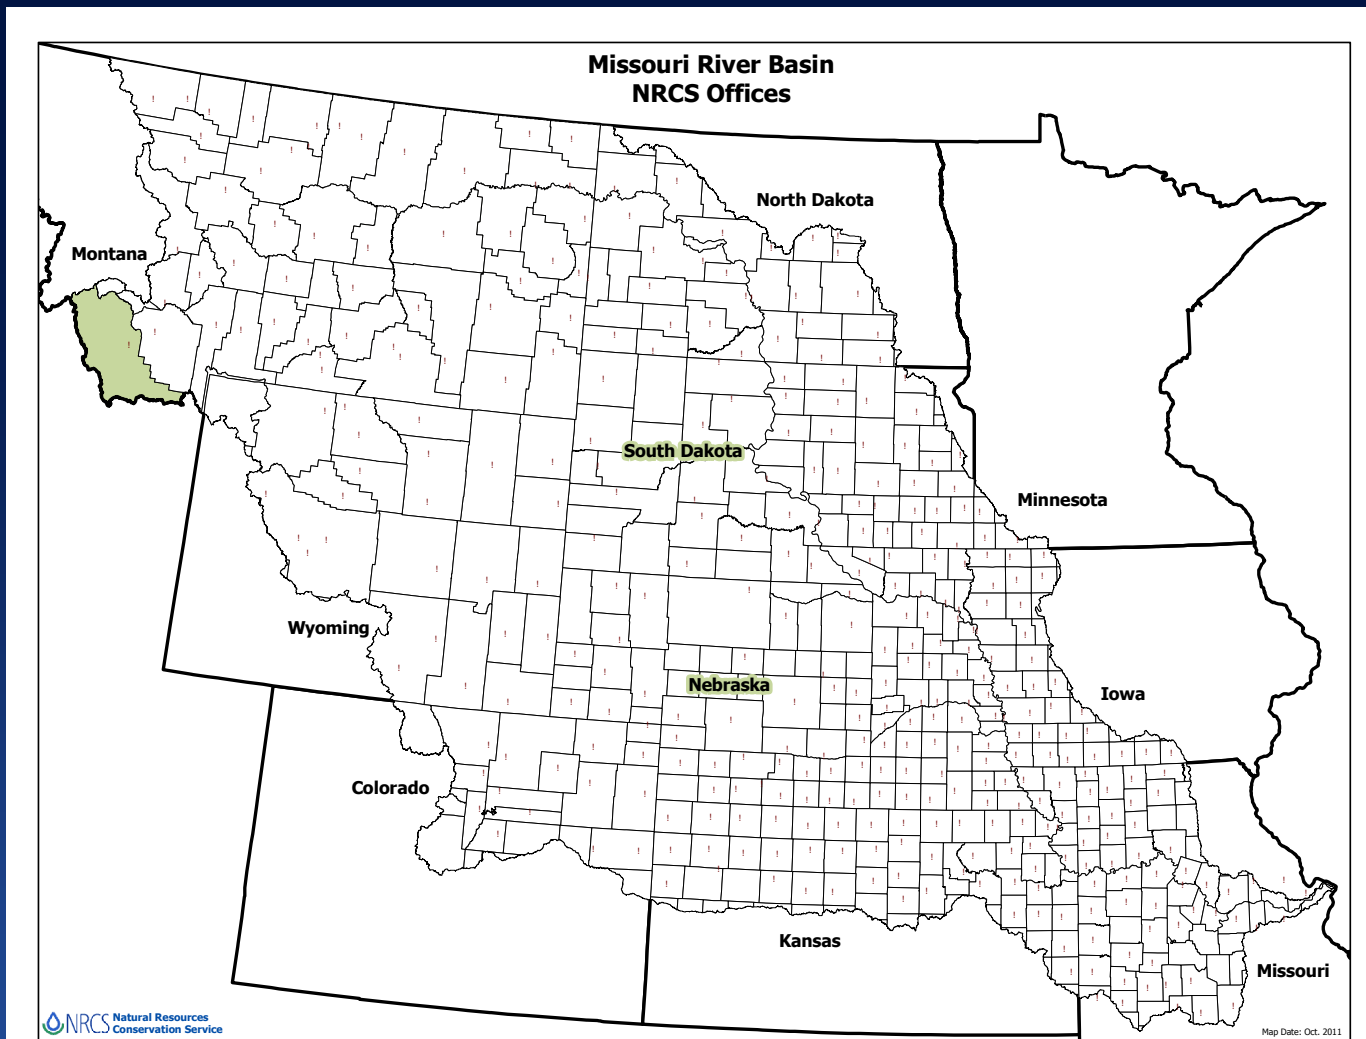 Missouri River Basin
NRCS Offices
North Dakota
Montana
South Dakota
Minnesota
Wyoming
Nebraska
Iowa
Colorado
Kansas
Missouri
NRCS Natural Resources
Conservation Service
Map Date: Oct. 2011